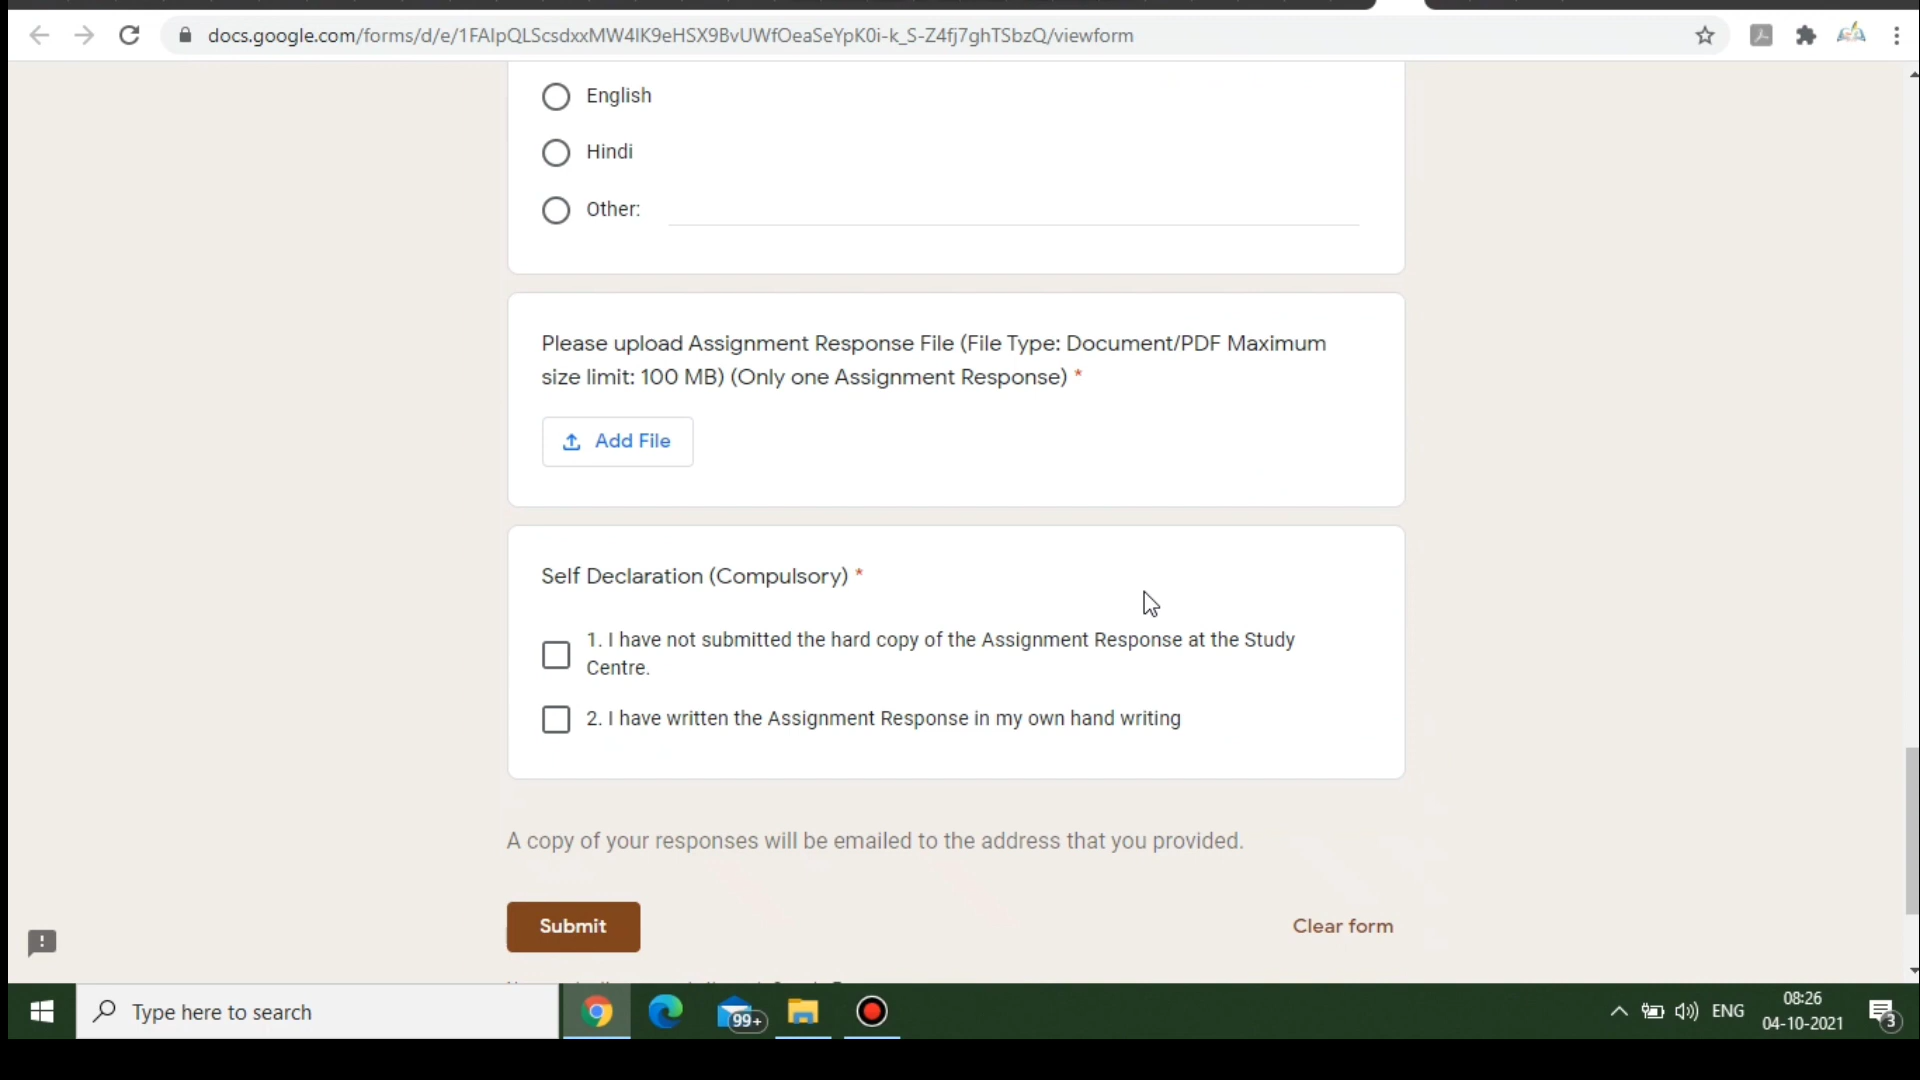 docs.google.com/forms/d/e/1FAIpQLScsdxxMW4lK9eHSX9BvUWfOeaSeYpK0i-k_S-Z4fj7ghTSbzQ/viewform
English
Hindi
Other:
Please upload Assignment Response File (File Type: Document/PDF Maximum
size limit: 100 MB) (Only one Assignment Response) *
Add File
Self Declaration (Compulsory) *
1. I have not submitted the hard copy of the Assignment Response at the Study
Centre.
2. I have written the Assignment Response in my own hand writing
A copy of your responses will be emailed to the address that you provided.
Submit
Clear form
Type here to search
99+
ENG
08:26
04-10-2021
3